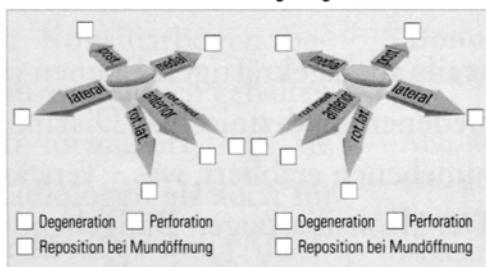 post.
medial
lateral
rot.lat.
anterior
rot.med.
medial
post.
lateral
rot.med.
anterior
rot.lat.
Degeneration Perforation
Reposition bei Mundöffnung
Degeneration Perforation
Reposition bei Mundöffnung